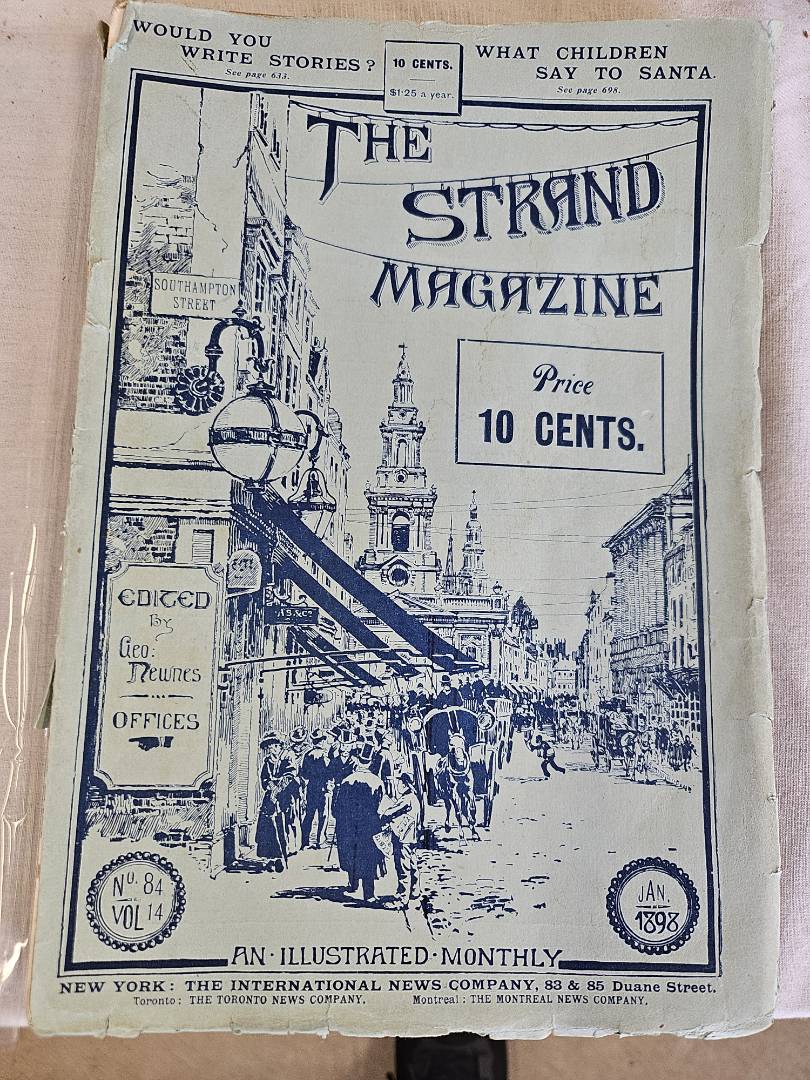 WOULD YOU
WRITE STORIES?
See page 633.
10 CENTS.
$1·25 a year.
WHAT CHILDREN
SAY TO SANTA.
See page 698.
THE
STRAND
MAGAZINE
SOUTHAMPTON
STREET
Price
10 CENTS.
EDITED
By
Geo:
Newnes
OFFICES
No. 84
VOL 14
JAN.
1898
AN·ILLUSTRATED·MONTHLY
NEW YORK: THE INTERNATIONAL NEWS COMPANY, 83 & 85 Duane Street.
Toronto: THE TORONTO NEWS COMPANY. Montreal: THE MONTREAL NEWS COMPANY.